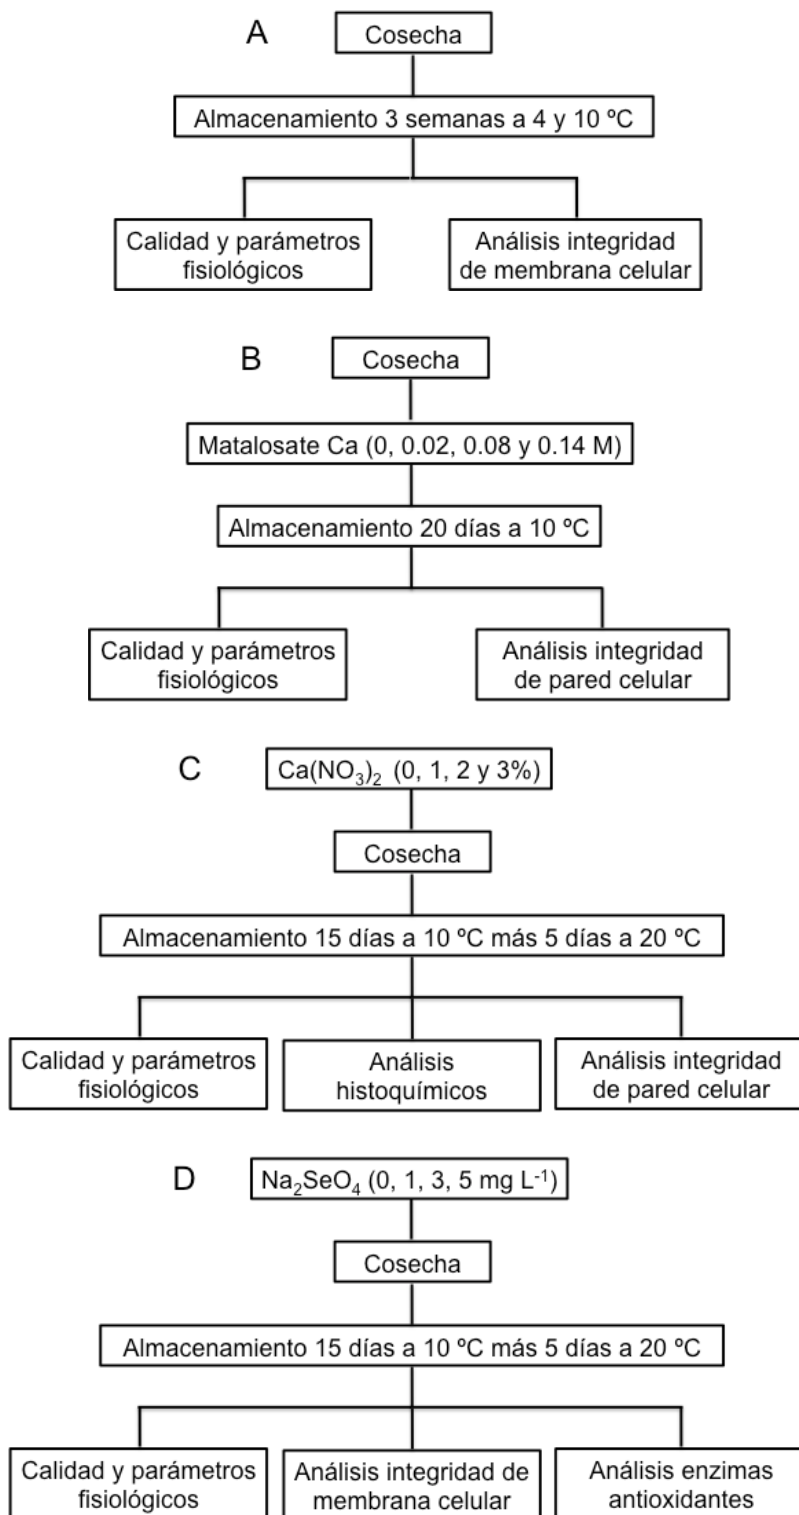 A
Cosecha
Almacenamiento 3 semanas a 4 y 10 ºC
Calidad y parámetros
fisiológicos
Análisis integridad
de membrana celular
B
Cosecha
Matalosate Ca (0, 0.02, 0.08 y 0.14 M)
Almacenamiento 20 días a 10 ºC
Calidad y parámetros
fisiológicos
Análisis integridad
de pared celular
C
Ca(NO₃)₂ (0, 1, 2 y 3%)
Cosecha
Almacenamiento 15 días a 10 ºC más 5 días a 20 ºC
Calidad y parámetros
fisiológicos
Análisis
histoquímicos
Análisis integridad
de pared celular
D
Na₂SeO₄ (0, 1, 3, 5 mg L⁻¹)
Cosecha
Almacenamiento 15 días a 10 ºC más 5 días a 20 ºC
Calidad y parámetros
fisiológicos
Análisis integridad de
membrana celular
Análisis enzimas
antioxidantes